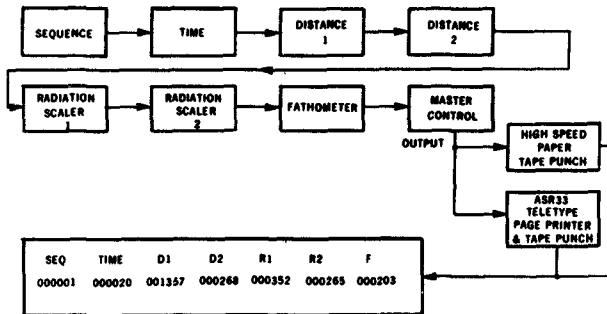 SEQUENCE
TIME
DISTANCE
1
DISTANCE
2
RADIATION
SCALER
1
RADIATION
SCALER
2
FATHOMETER
MASTER
CONTROL
OUTPUT
HIGH SPEED
PAPER
TAPE PUNCH
ASR33
TELETYPE
PAGE PRINTER
& TAPE PUNCH
SEQ TIME D1 D2 R1 R2 F
000001 000020 001357 000268 000352 000265 000203